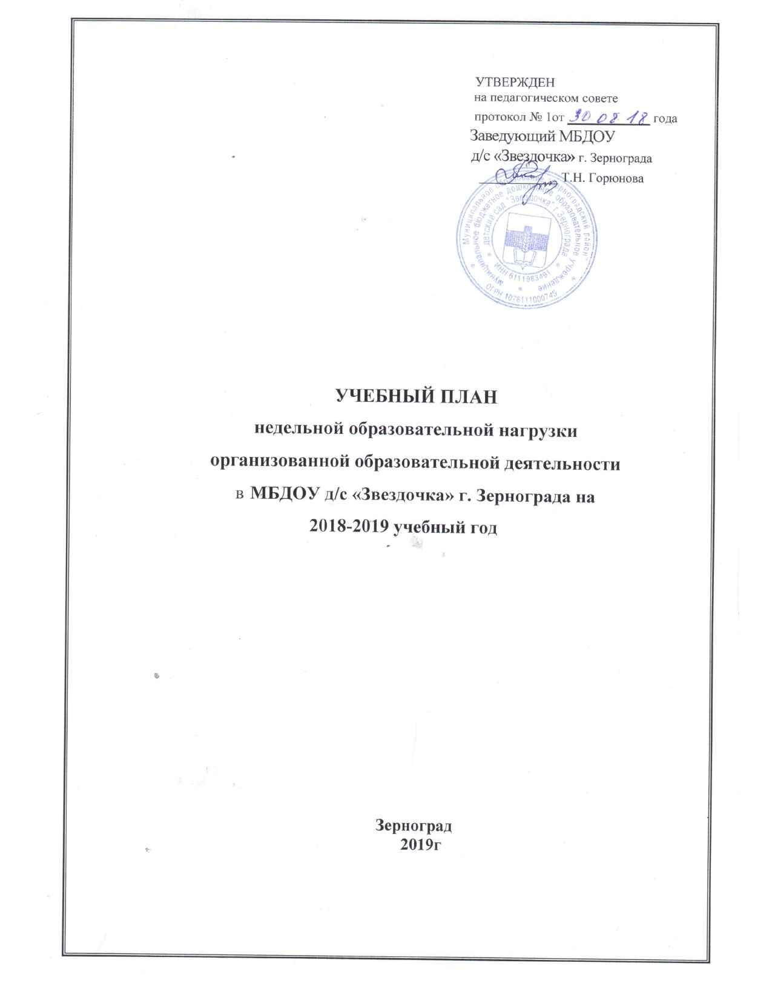 УТВЕРЖДЕН
на педагогическом совете
протокол № 1от 30 08 18 года
Заведующий МБДОУ
д/с «Звездочка» г. Зернограда
Т.Н. Горюнова
Муниципальное образование "Зерноградский район"
муниципальное бюджетное дошкольное образовательное учреждение
детский сад "Звездочка" г.Зернограда
ИНН 6111983491
ОГРН 1076111000745
УЧЕБНЫЙ ПЛАН
недельной образовательной нагрузки
организованной образовательной деятельности
в МБДОУ д/с «Звездочка» г. Зернограда на
2018-2019 учебный год
Зерноград
2019г